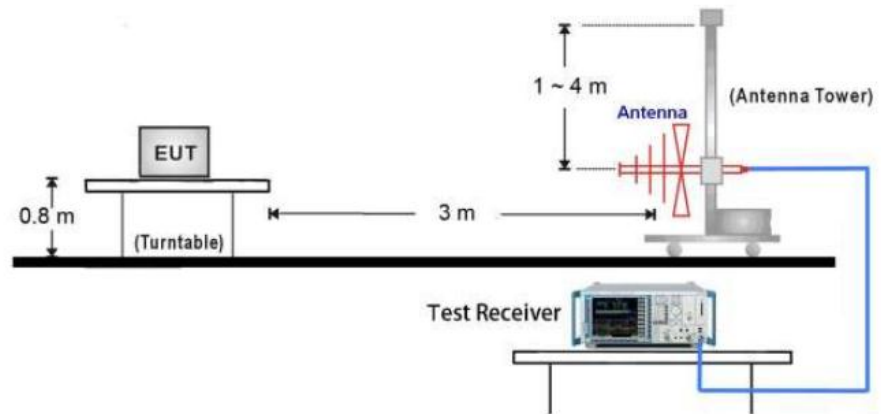 1 ~ 4 m
(Antenna Tower)
Antenna
EUT
0.8 m
3 m
(Turntable)
Test Receiver